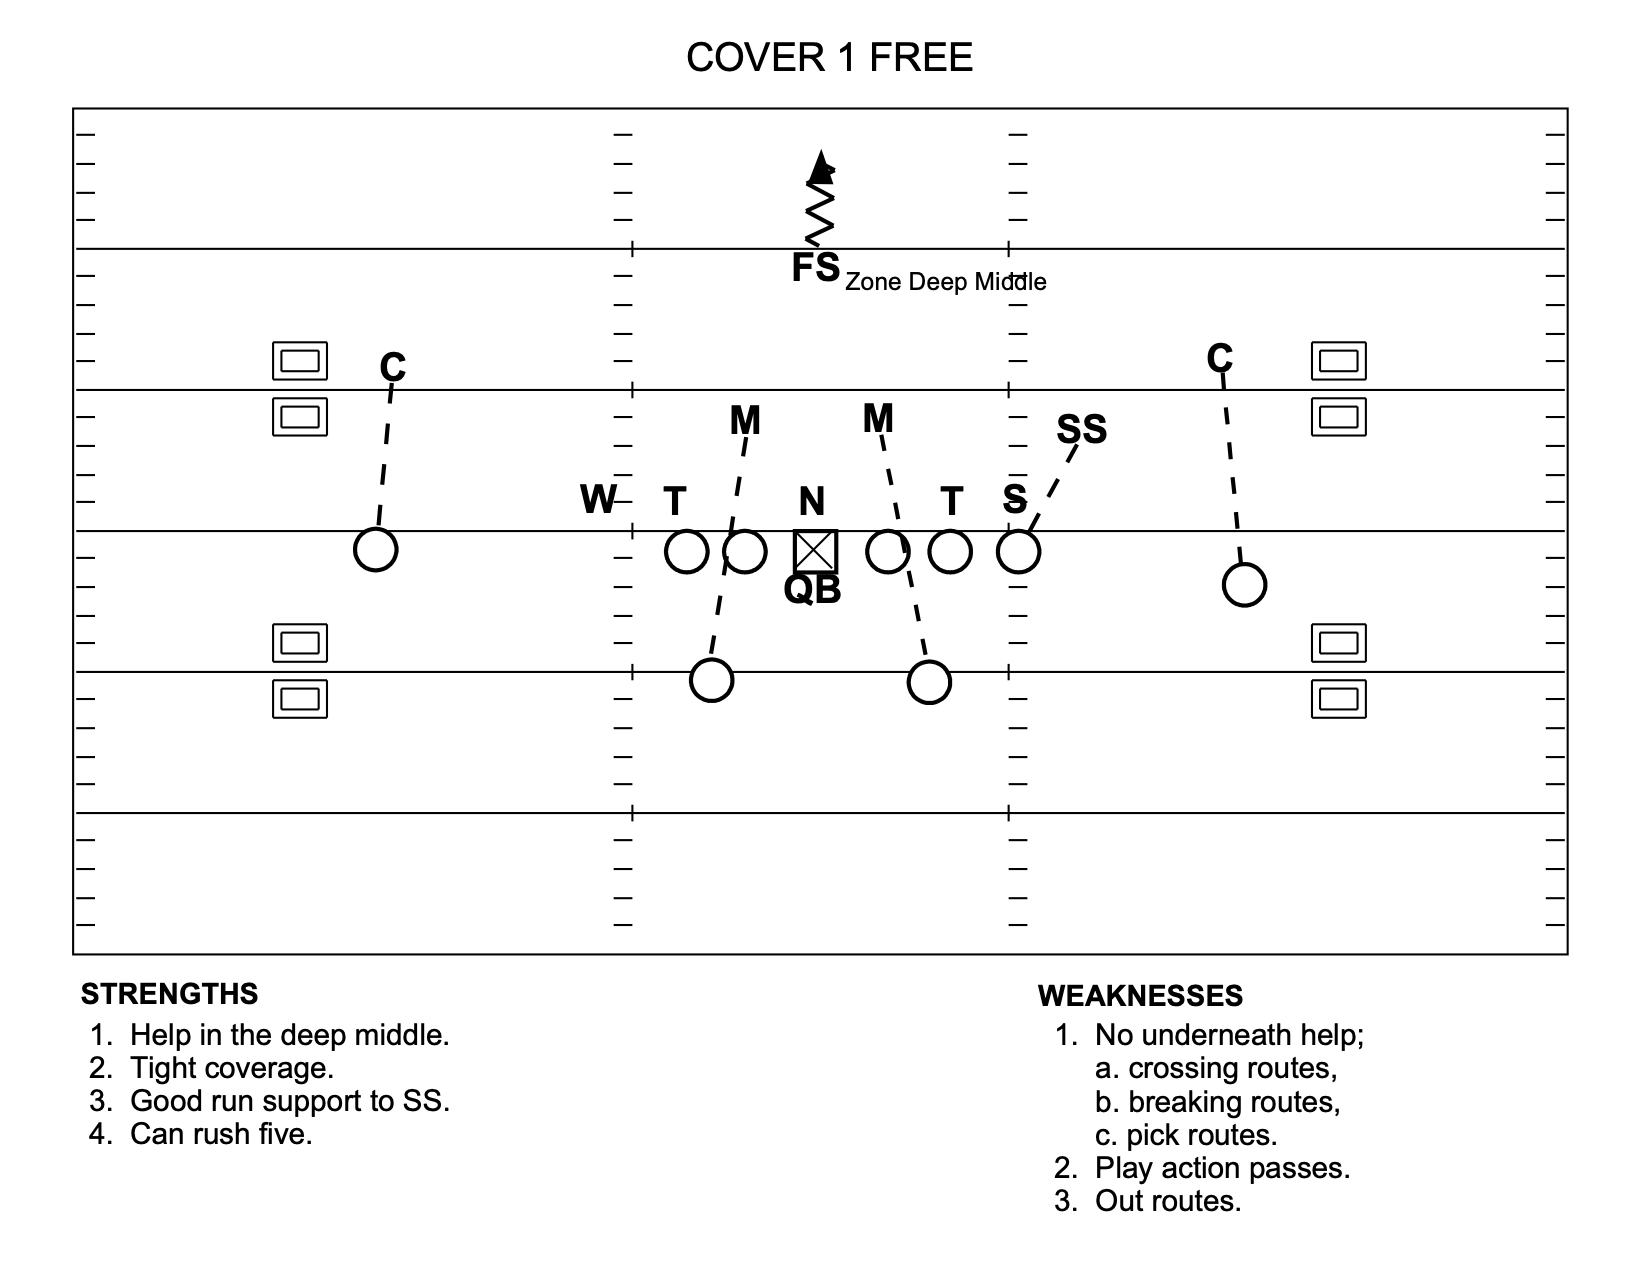 COVER 1 FREE
FS Zone Deep Middle
C C
M M SS
W T N T S
QB
STRENGTHS
1. Help in the deep middle.
2. Tight coverage.
3. Good run support to SS.
4. Can rush five.
WEAKNESSES
1. No underneath help;
a. crossing routes,
b. breaking routes,
c. pick routes.
2. Play action passes.
3. Out routes.